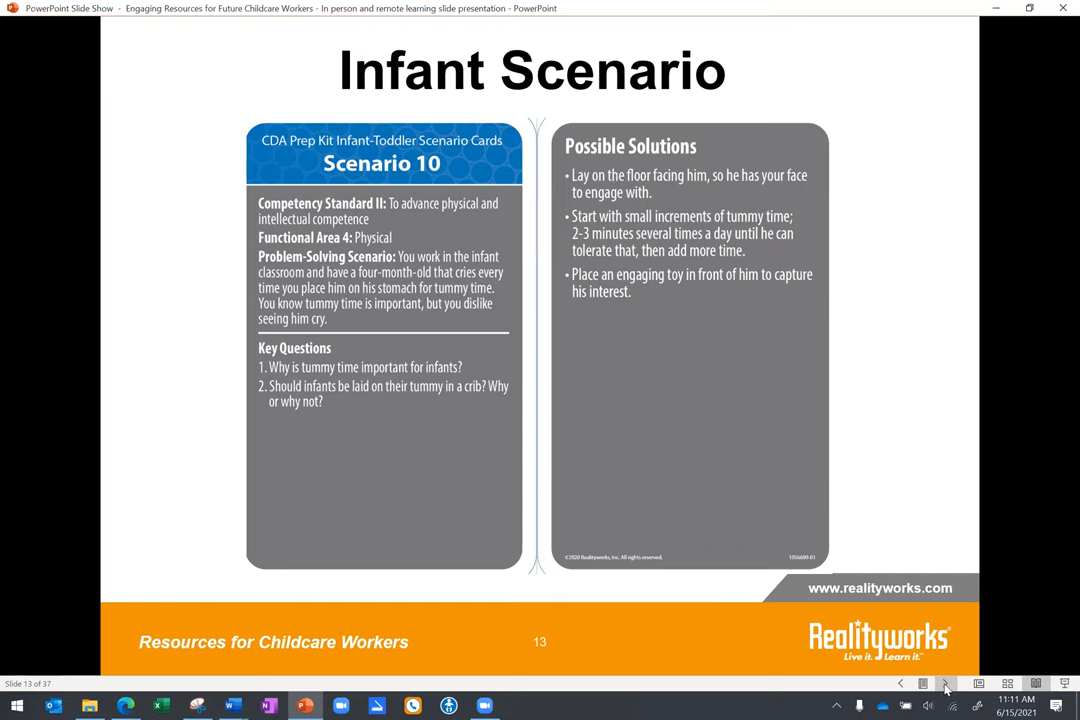 PowerPoint Slide Show - Engaging Resources for Future Childcare Workers - In person and remote learning slide presentation - PowerPoint
Infant Scenario
CDA Prep Kit Infant-Toddler Scenario Cards
Scenario 10
Competency Standard II: To advance physical and
intellectual competence
Functional Area 4: Physical
Problem-Solving Scenario: You work in the infant
classroom and have a four-month-old that cries every
time you place him on his stomach for tummy time.
You know tummy time is important, but you dislike
seeing him cry.
Key Questions
1. Why is tummy time important for infants?
2. Should infants be laid on their tummy in a crib? Why
or why not?
Possible Solutions
• Lay on the floor facing him, so he has your face
to engage with.
• Start with small increments of tummy time;
2-3 minutes several times a day until he can
tolerate that, then add more time.
• Place an engaging toy in front of him to capture
his interest.
©2020 Realityworks, Inc. All rights reserved.
1056690-01
www.realityworks.com
Resources for Childcare Workers
13
Realityworks®
Live it. Learn it.™
Slide 13 of 37
11:11 AM
6/15/2021